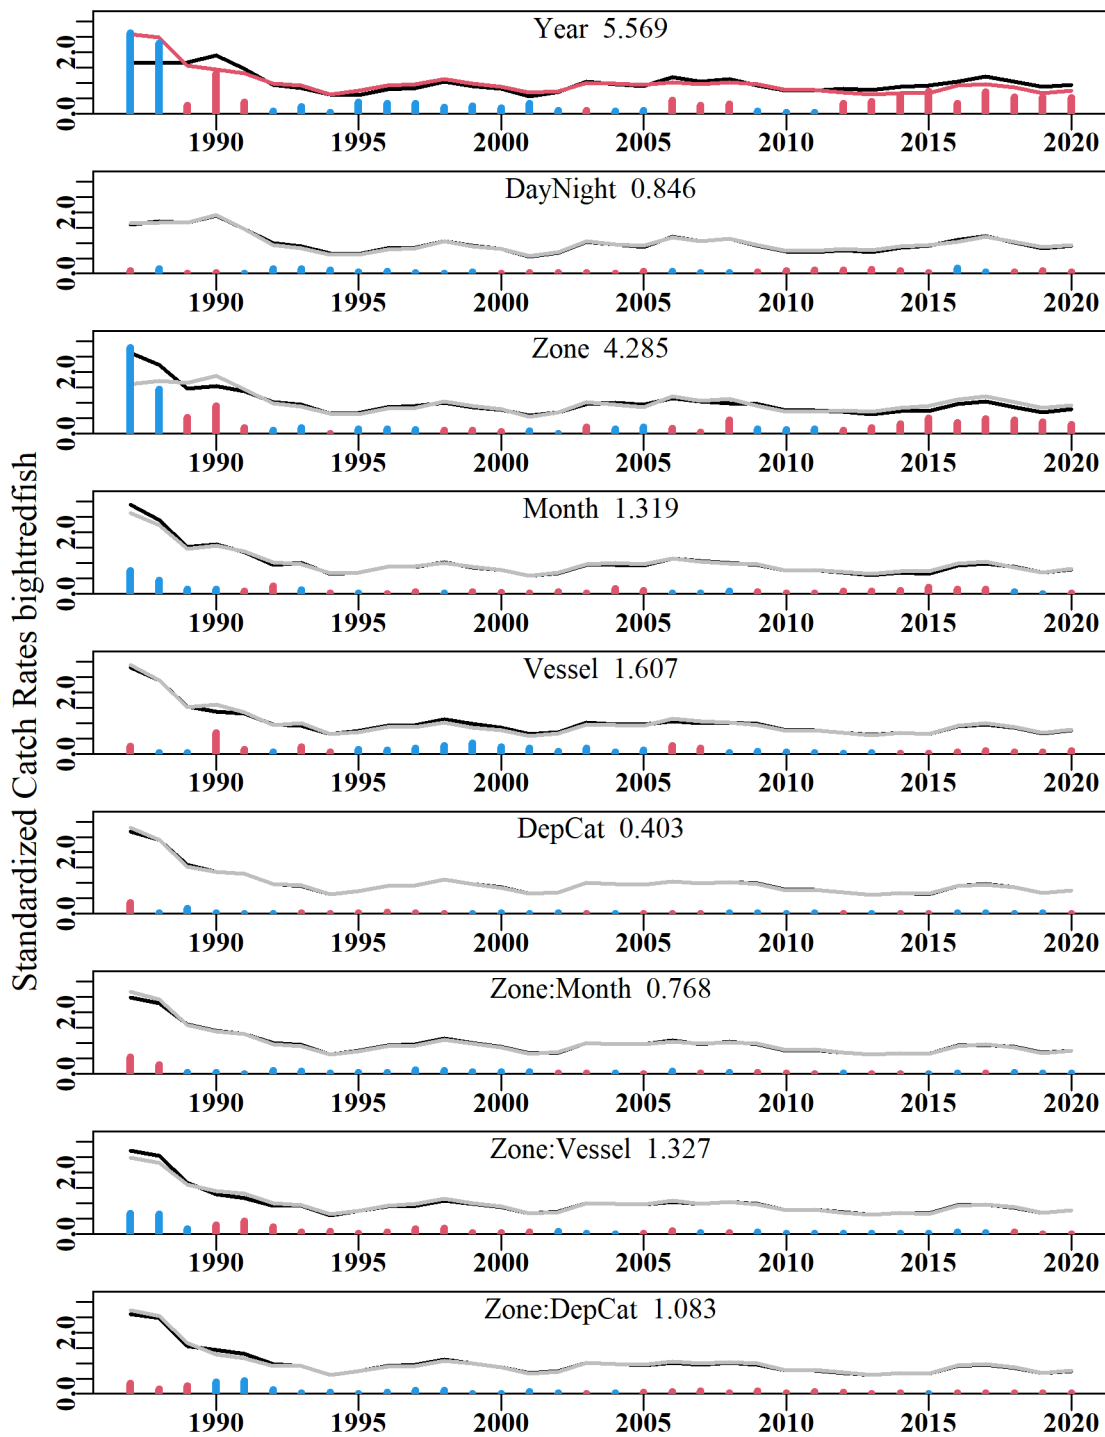 Standardized Catch Rates bightredfish
Year 5.569
0.0 2.0
1990 1995 2000 2005 2010 2015 2020
DayNight 0.846
0.0 2.0
1990 1995 2000 2005 2010 2015 2020
Zone 4.285
0.0 2.0
1990 1995 2000 2005 2010 2015 2020
Month 1.319
0.0 2.0
1990 1995 2000 2005 2010 2015 2020
Vessel 1.607
0.0 2.0
1990 1995 2000 2005 2010 2015 2020
DepCat 0.403
0.0 2.0
1990 1995 2000 2005 2010 2015 2020
Zone:Month 0.768
0.0 2.0
1990 1995 2000 2005 2010 2015 2020
Zone:Vessel 1.327
0.0 2.0
1990 1995 2000 2005 2010 2015 2020
Zone:DepCat 1.083
0.0 2.0
1990 1995 2000 2005 2010 2015 2020